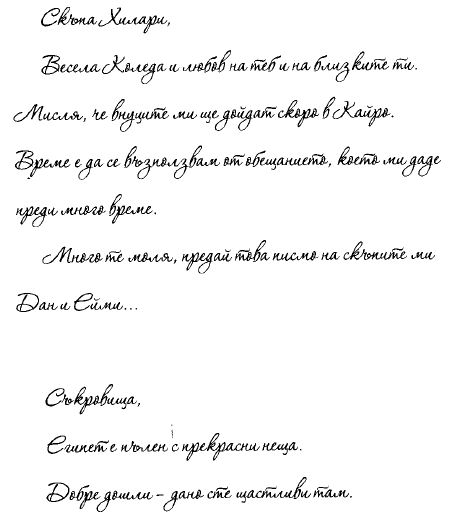 Скъпа Хилари,
Весела Коледа и любов на теб и на близките ти.
Мисля, че внуците ми ще дойдат скоро в Кайро.
Време е да се възползвам от обещанието, което ми даде
преди много време.
Много те моля, предай това писмо на скъпите ми
Дан и Ейми...
Съкровища,
Египет е пълен с прекрасни неща.
Добре дошли – дано сте щастливи там.